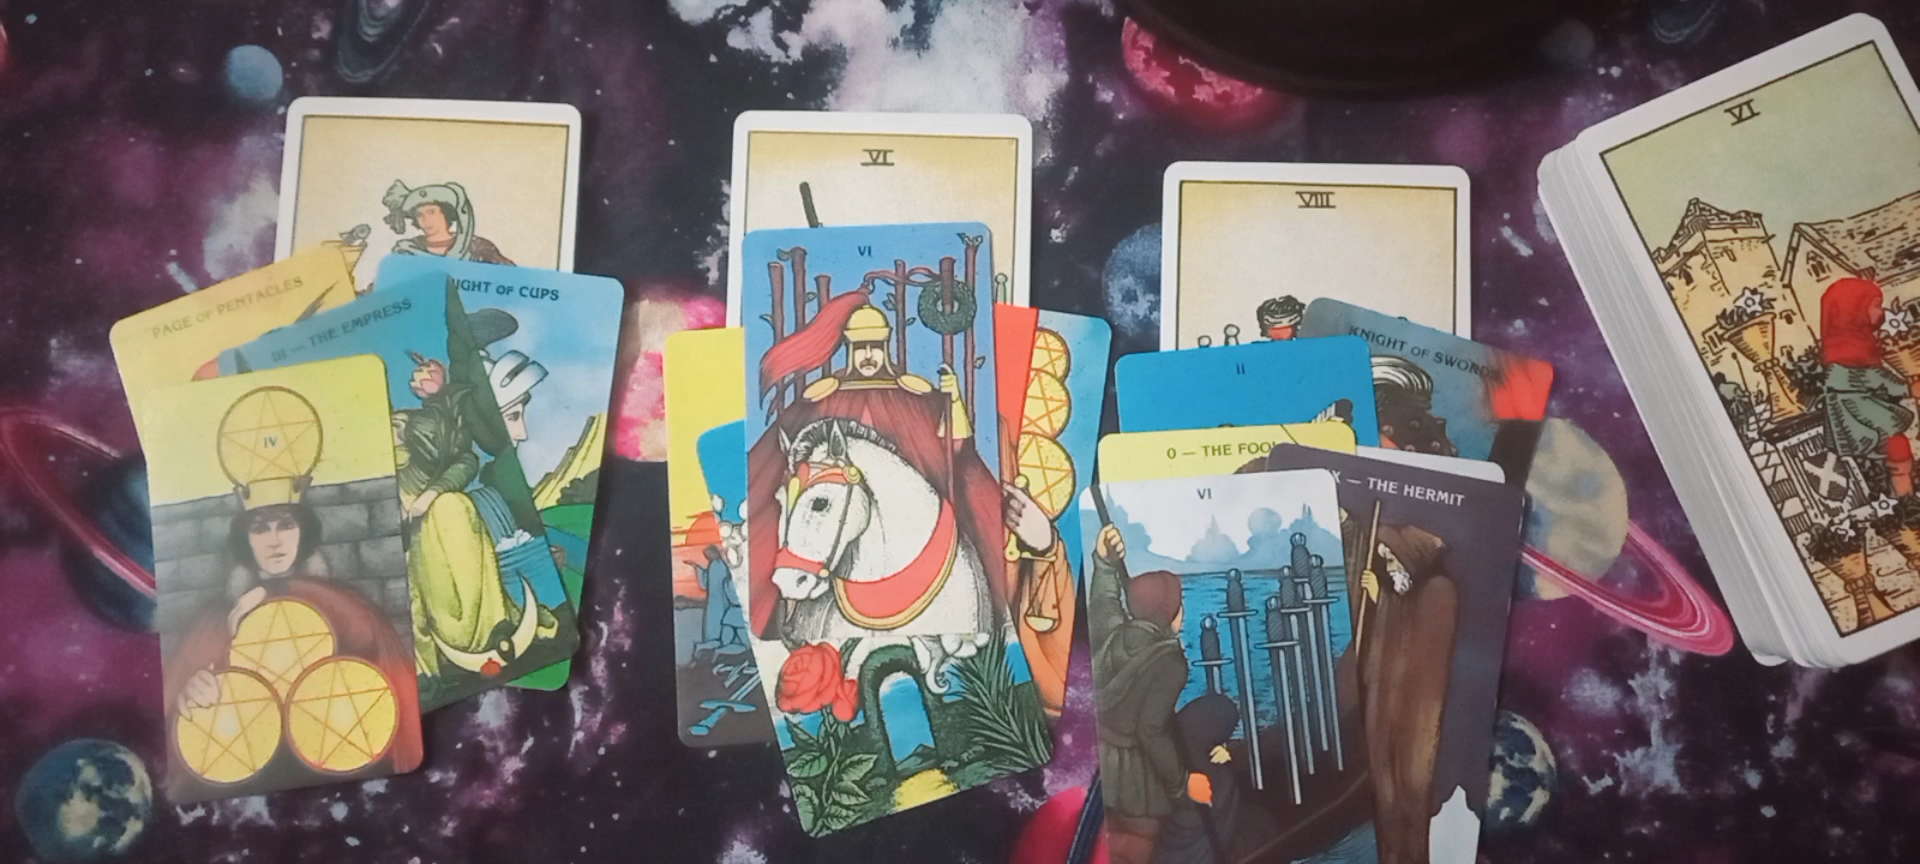 VI
VIII
VI
PAGE OF PENTACLES
III — THE EMPRESS
IGHT OF CUPS
IV
VI
KNIGHT OF SWORDS
II
0 — THE FOOL
X — THE HERMIT
VI